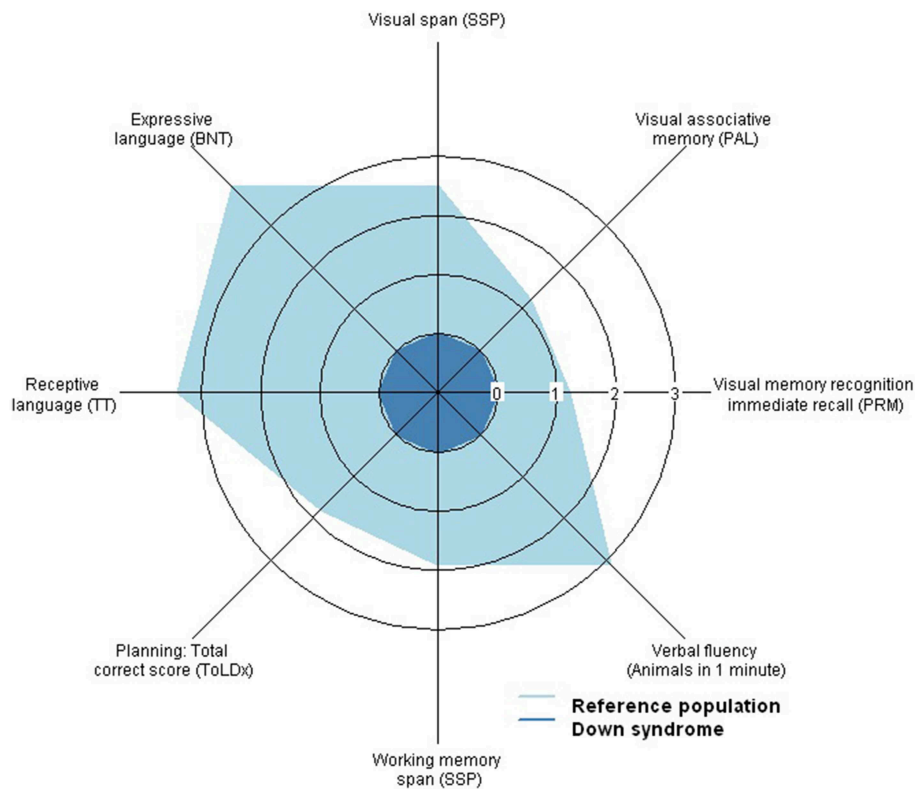 Visual span (SSP)
Expressive
language (BNT)
Visual associative
memory (PAL)
Receptive
language (TT)
0
1
2
3
Visual memory recognition
immediate recall (PRM)
Planning: Total
correct score (ToLDx)
Verbal fluency
(Animals in 1 minute)
Working memory
span (SSP)
Reference population
Down syndrome